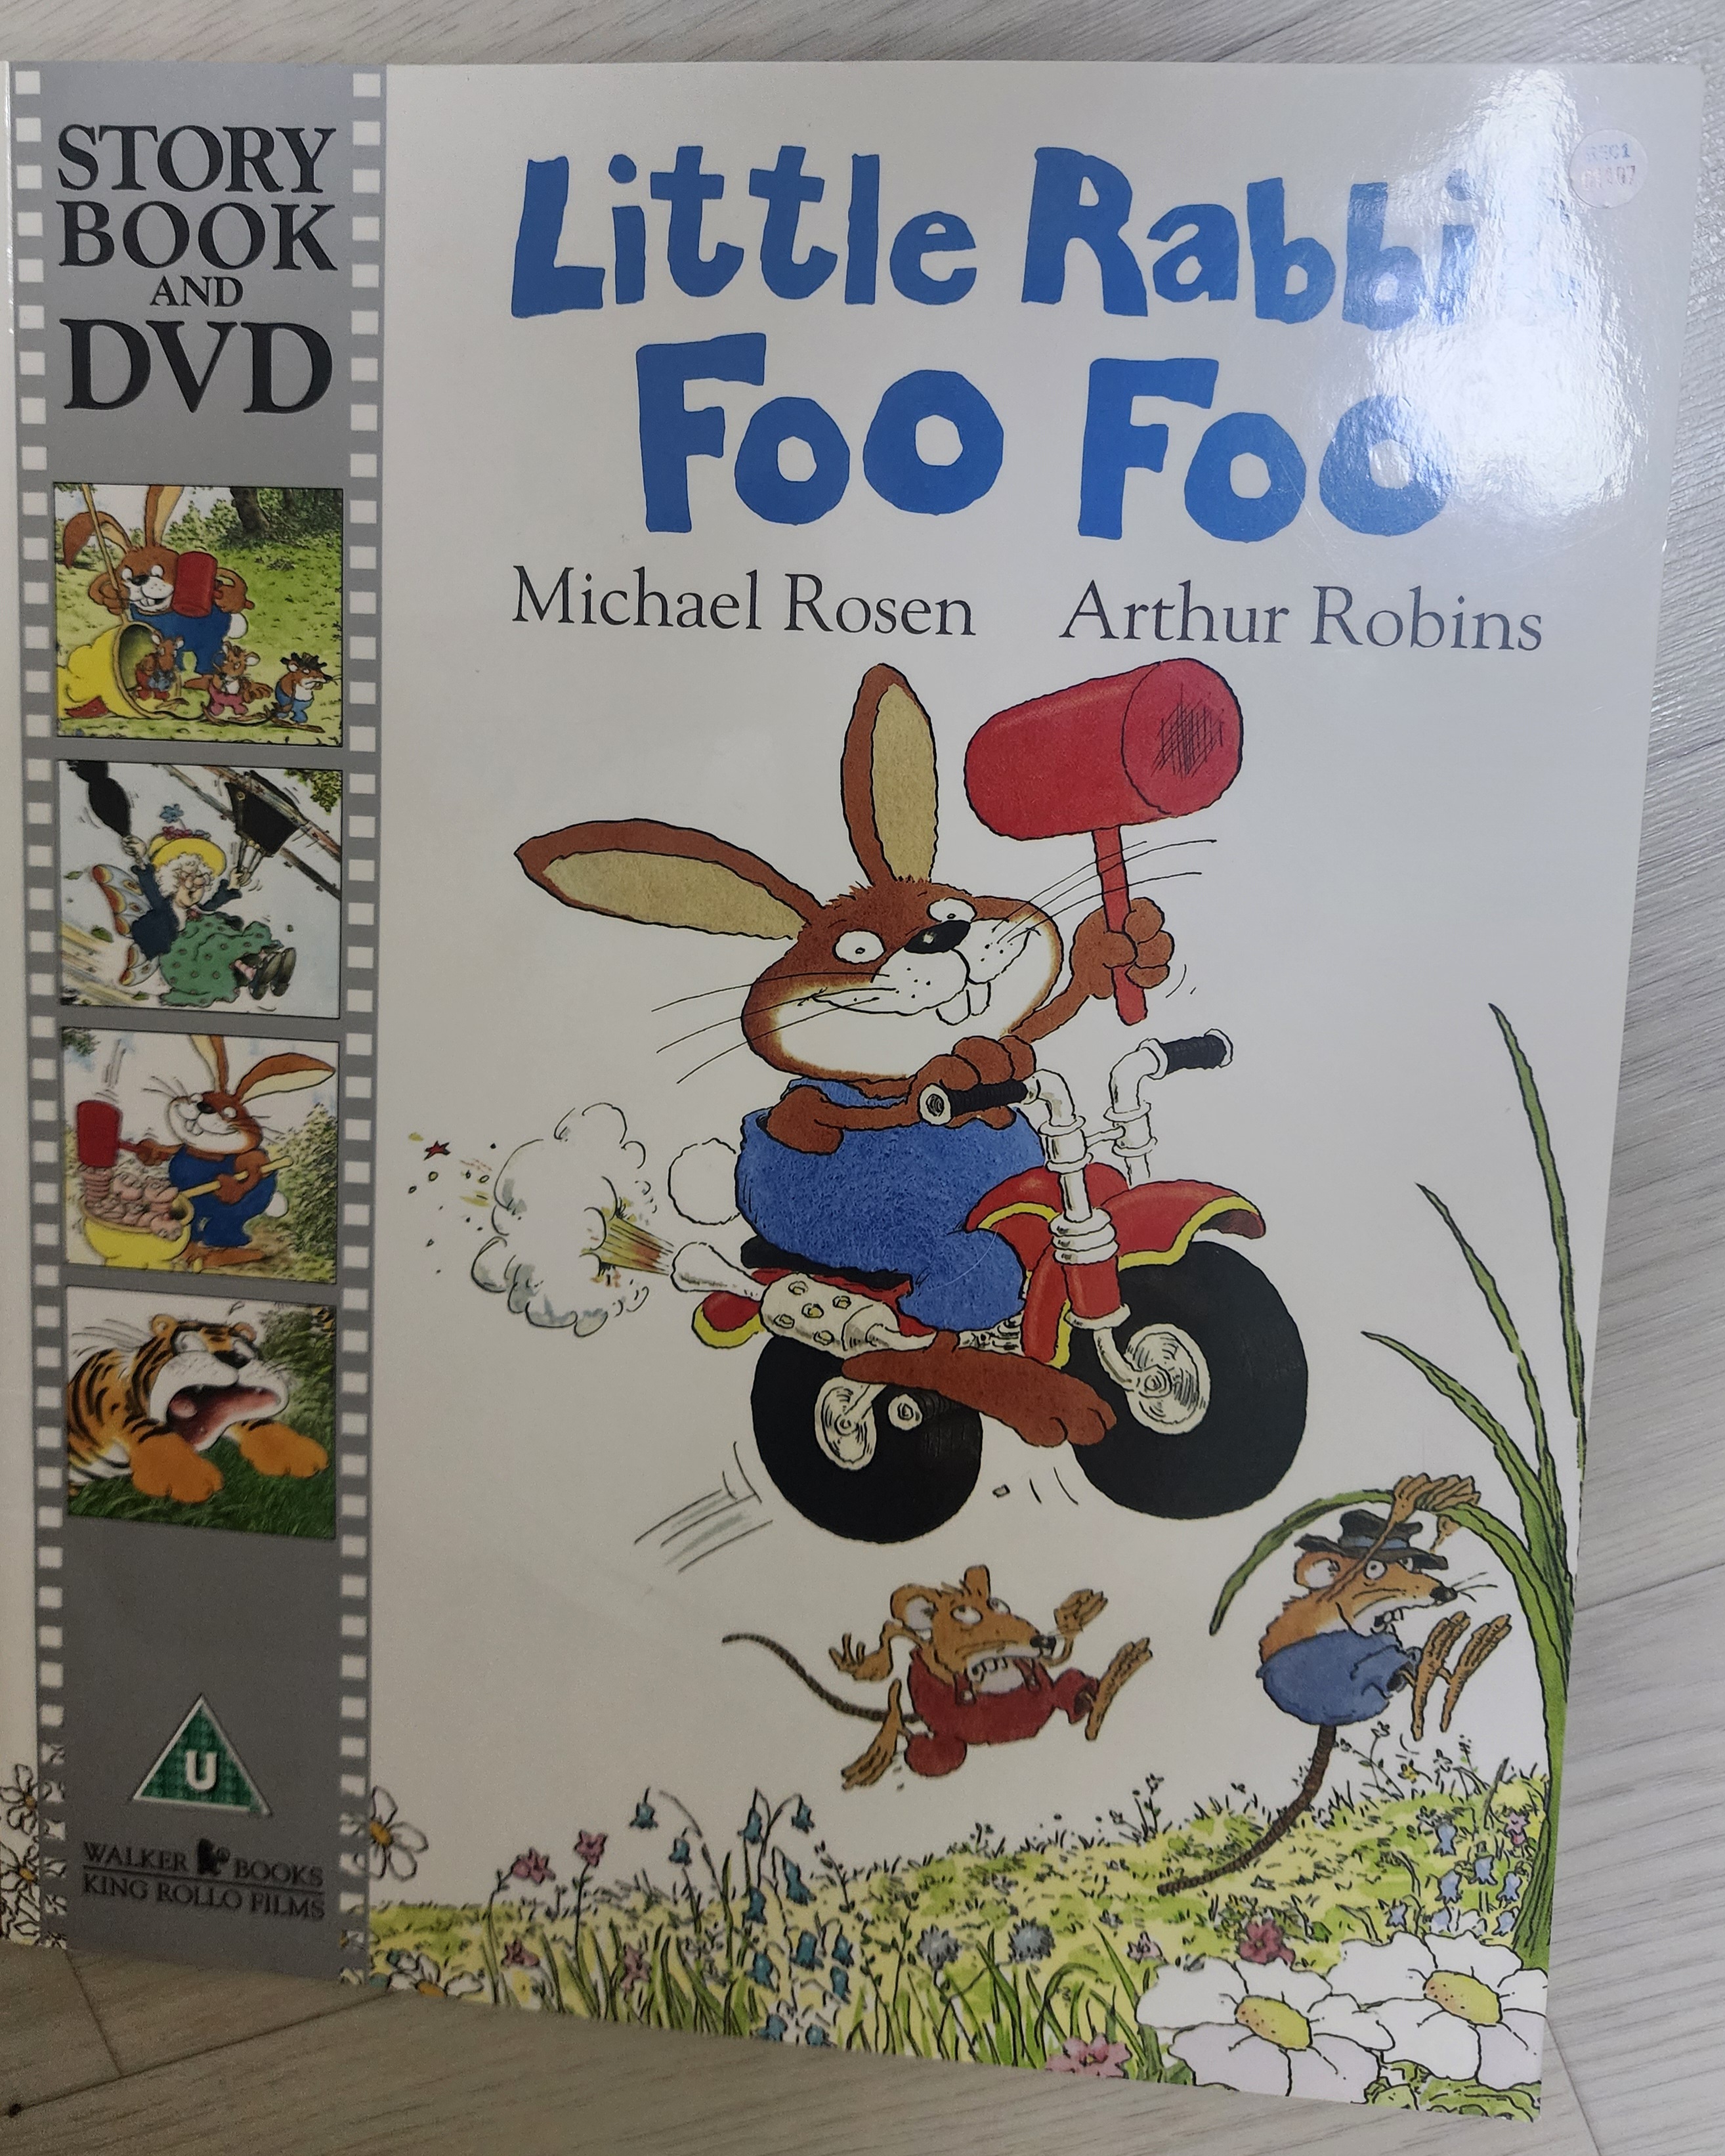 STORY
BOOK
AND
DVD
Little Rabbi
Foo Foo
Michael Rosen Arthur Robins
U
WALKER BOOKS
KING ROLLO FILMS